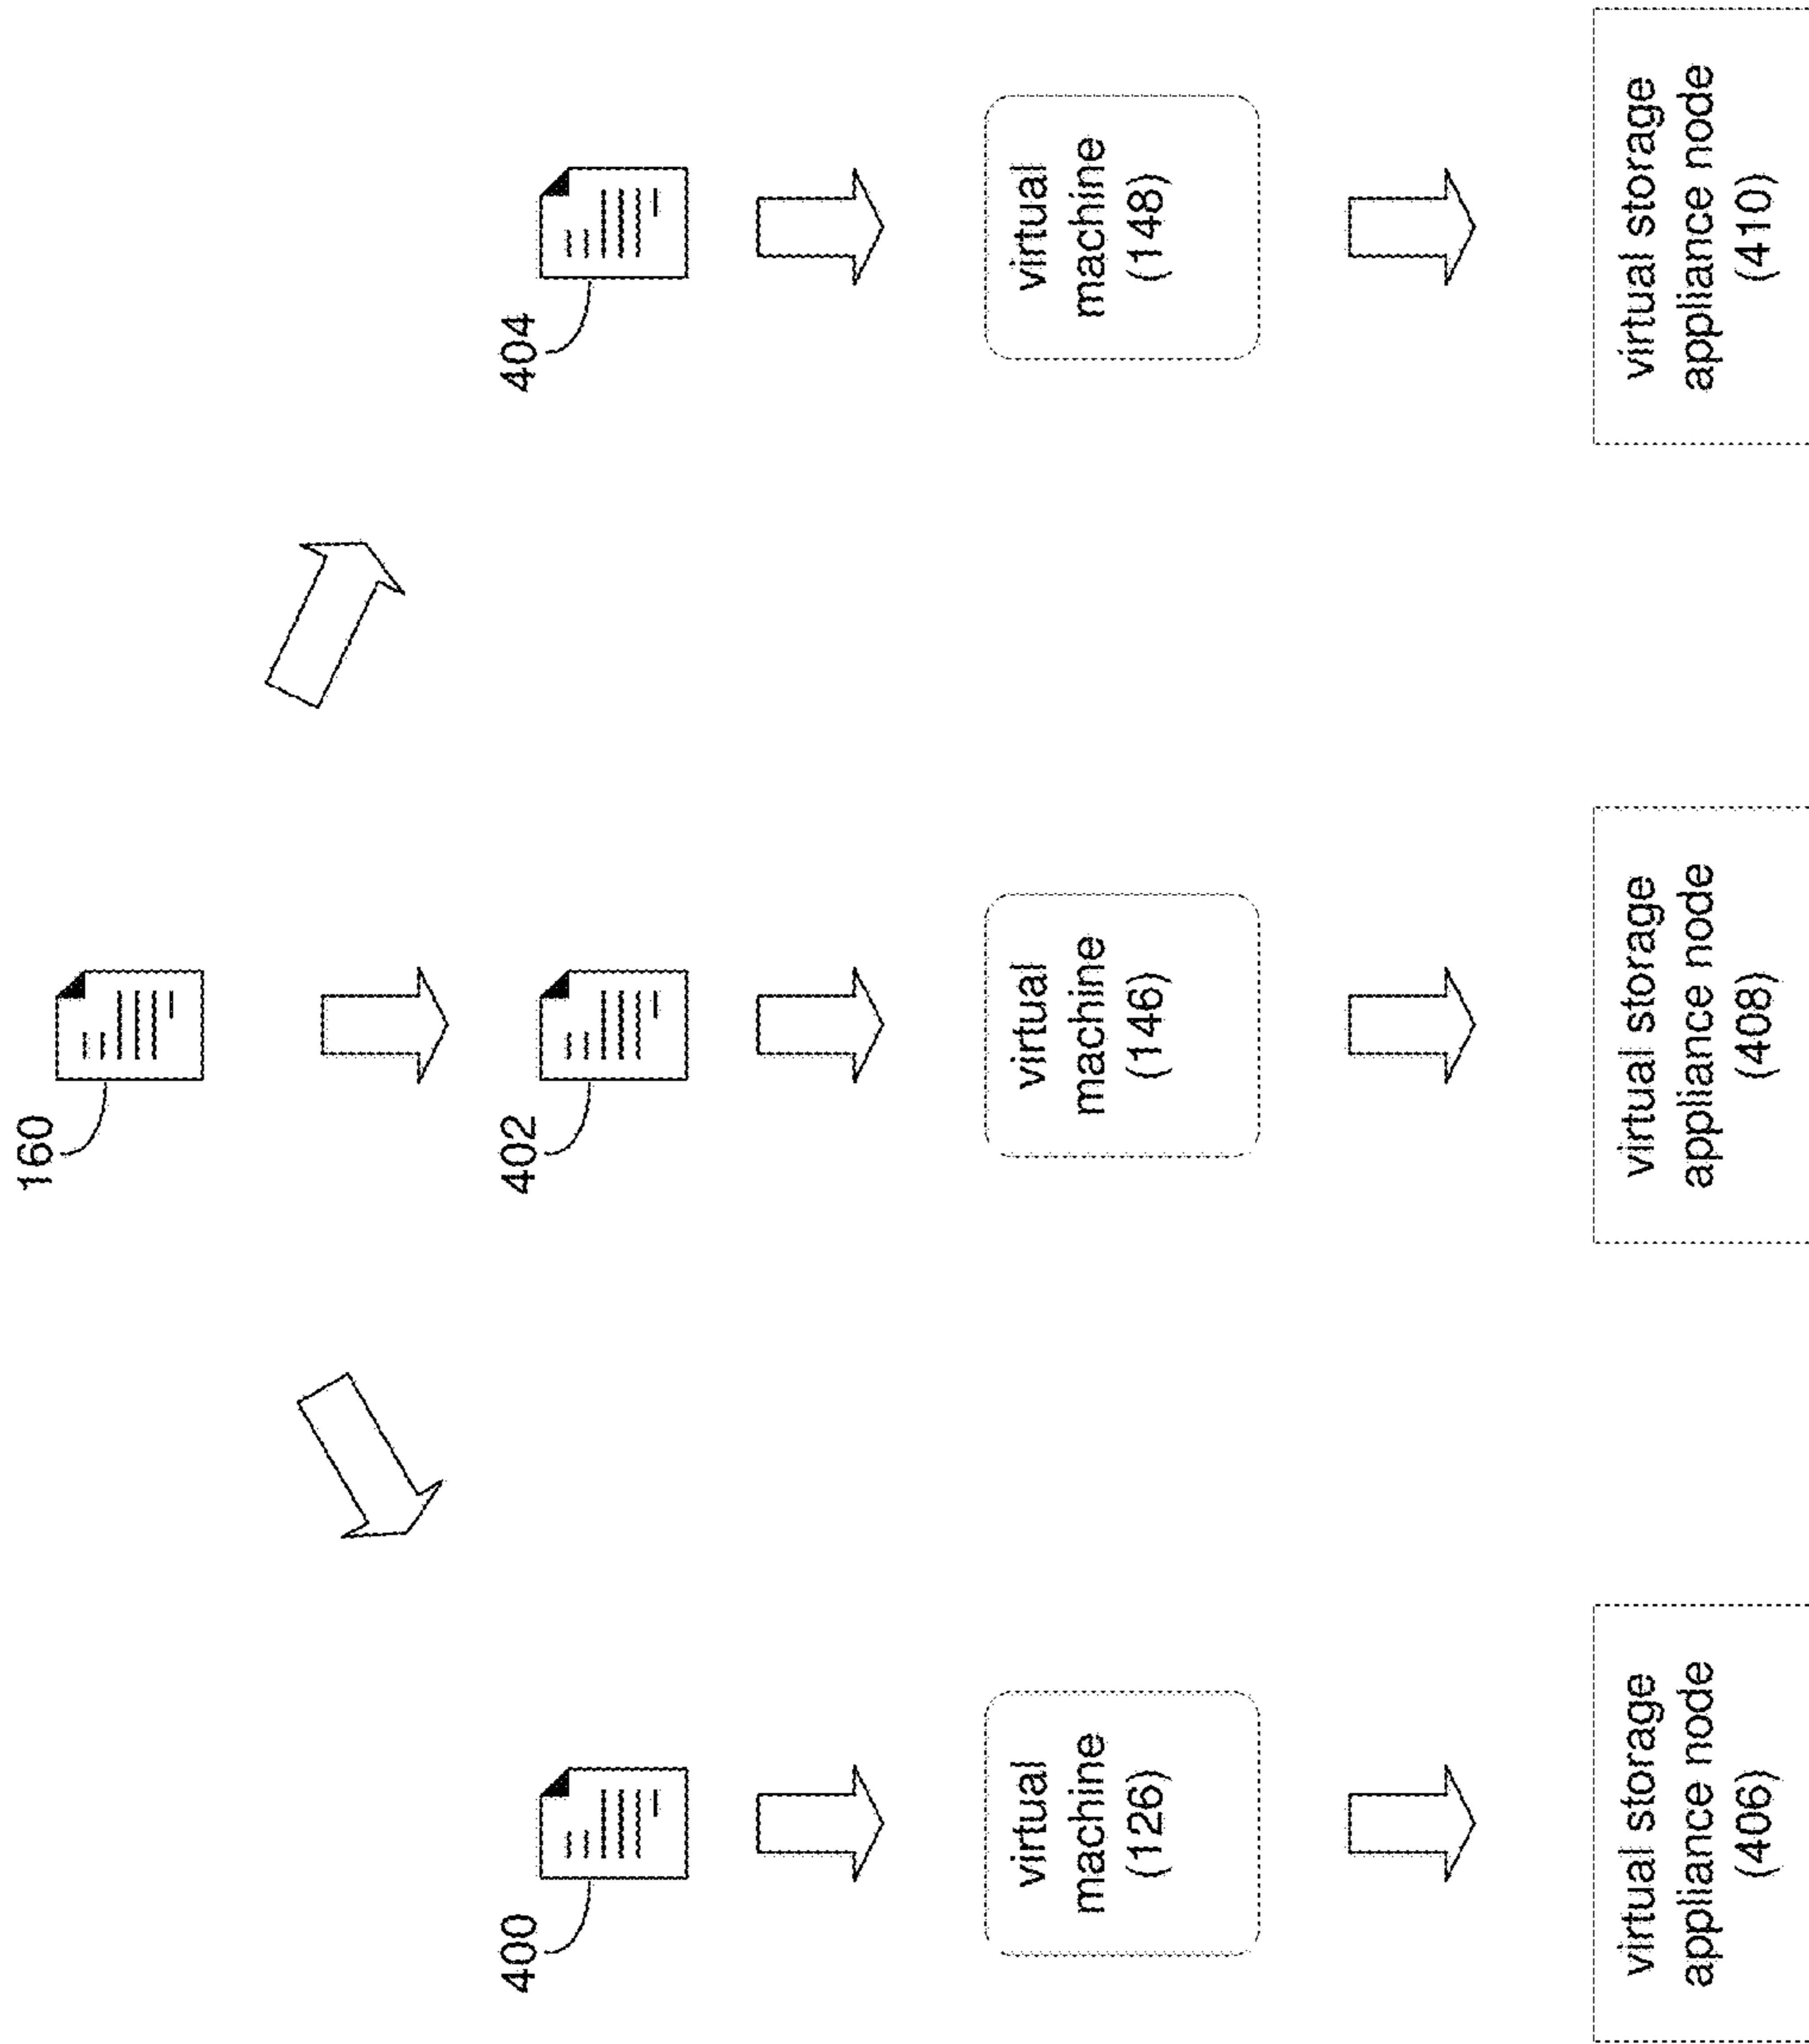 160
400
402
404
virtual
machine
(126)
virtual
machine
(146)
virtual
machine
(148)
virtual storage
appliance node
(406)
virtual storage
appliance node
(408)
virtual storage
appliance node
(410)